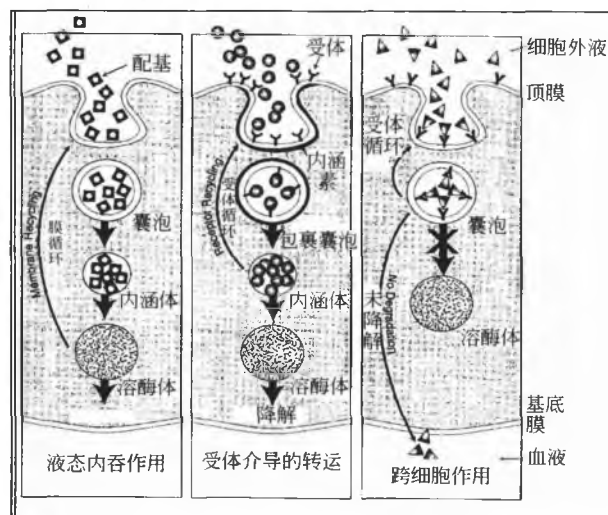 配基
囊泡
内涵体
溶酶体
Membrane Recycling
膜循环
液态内吞作用
受体
内涵
素
Receptor Recycling
受体循环
包裹囊泡
内涵体
溶酶体
降解
受体介导的转运
细胞外液
顶膜
受体
循环
囊泡
未
降
解
No Degradation
溶酶体
基底
膜
血液
跨细胞作用